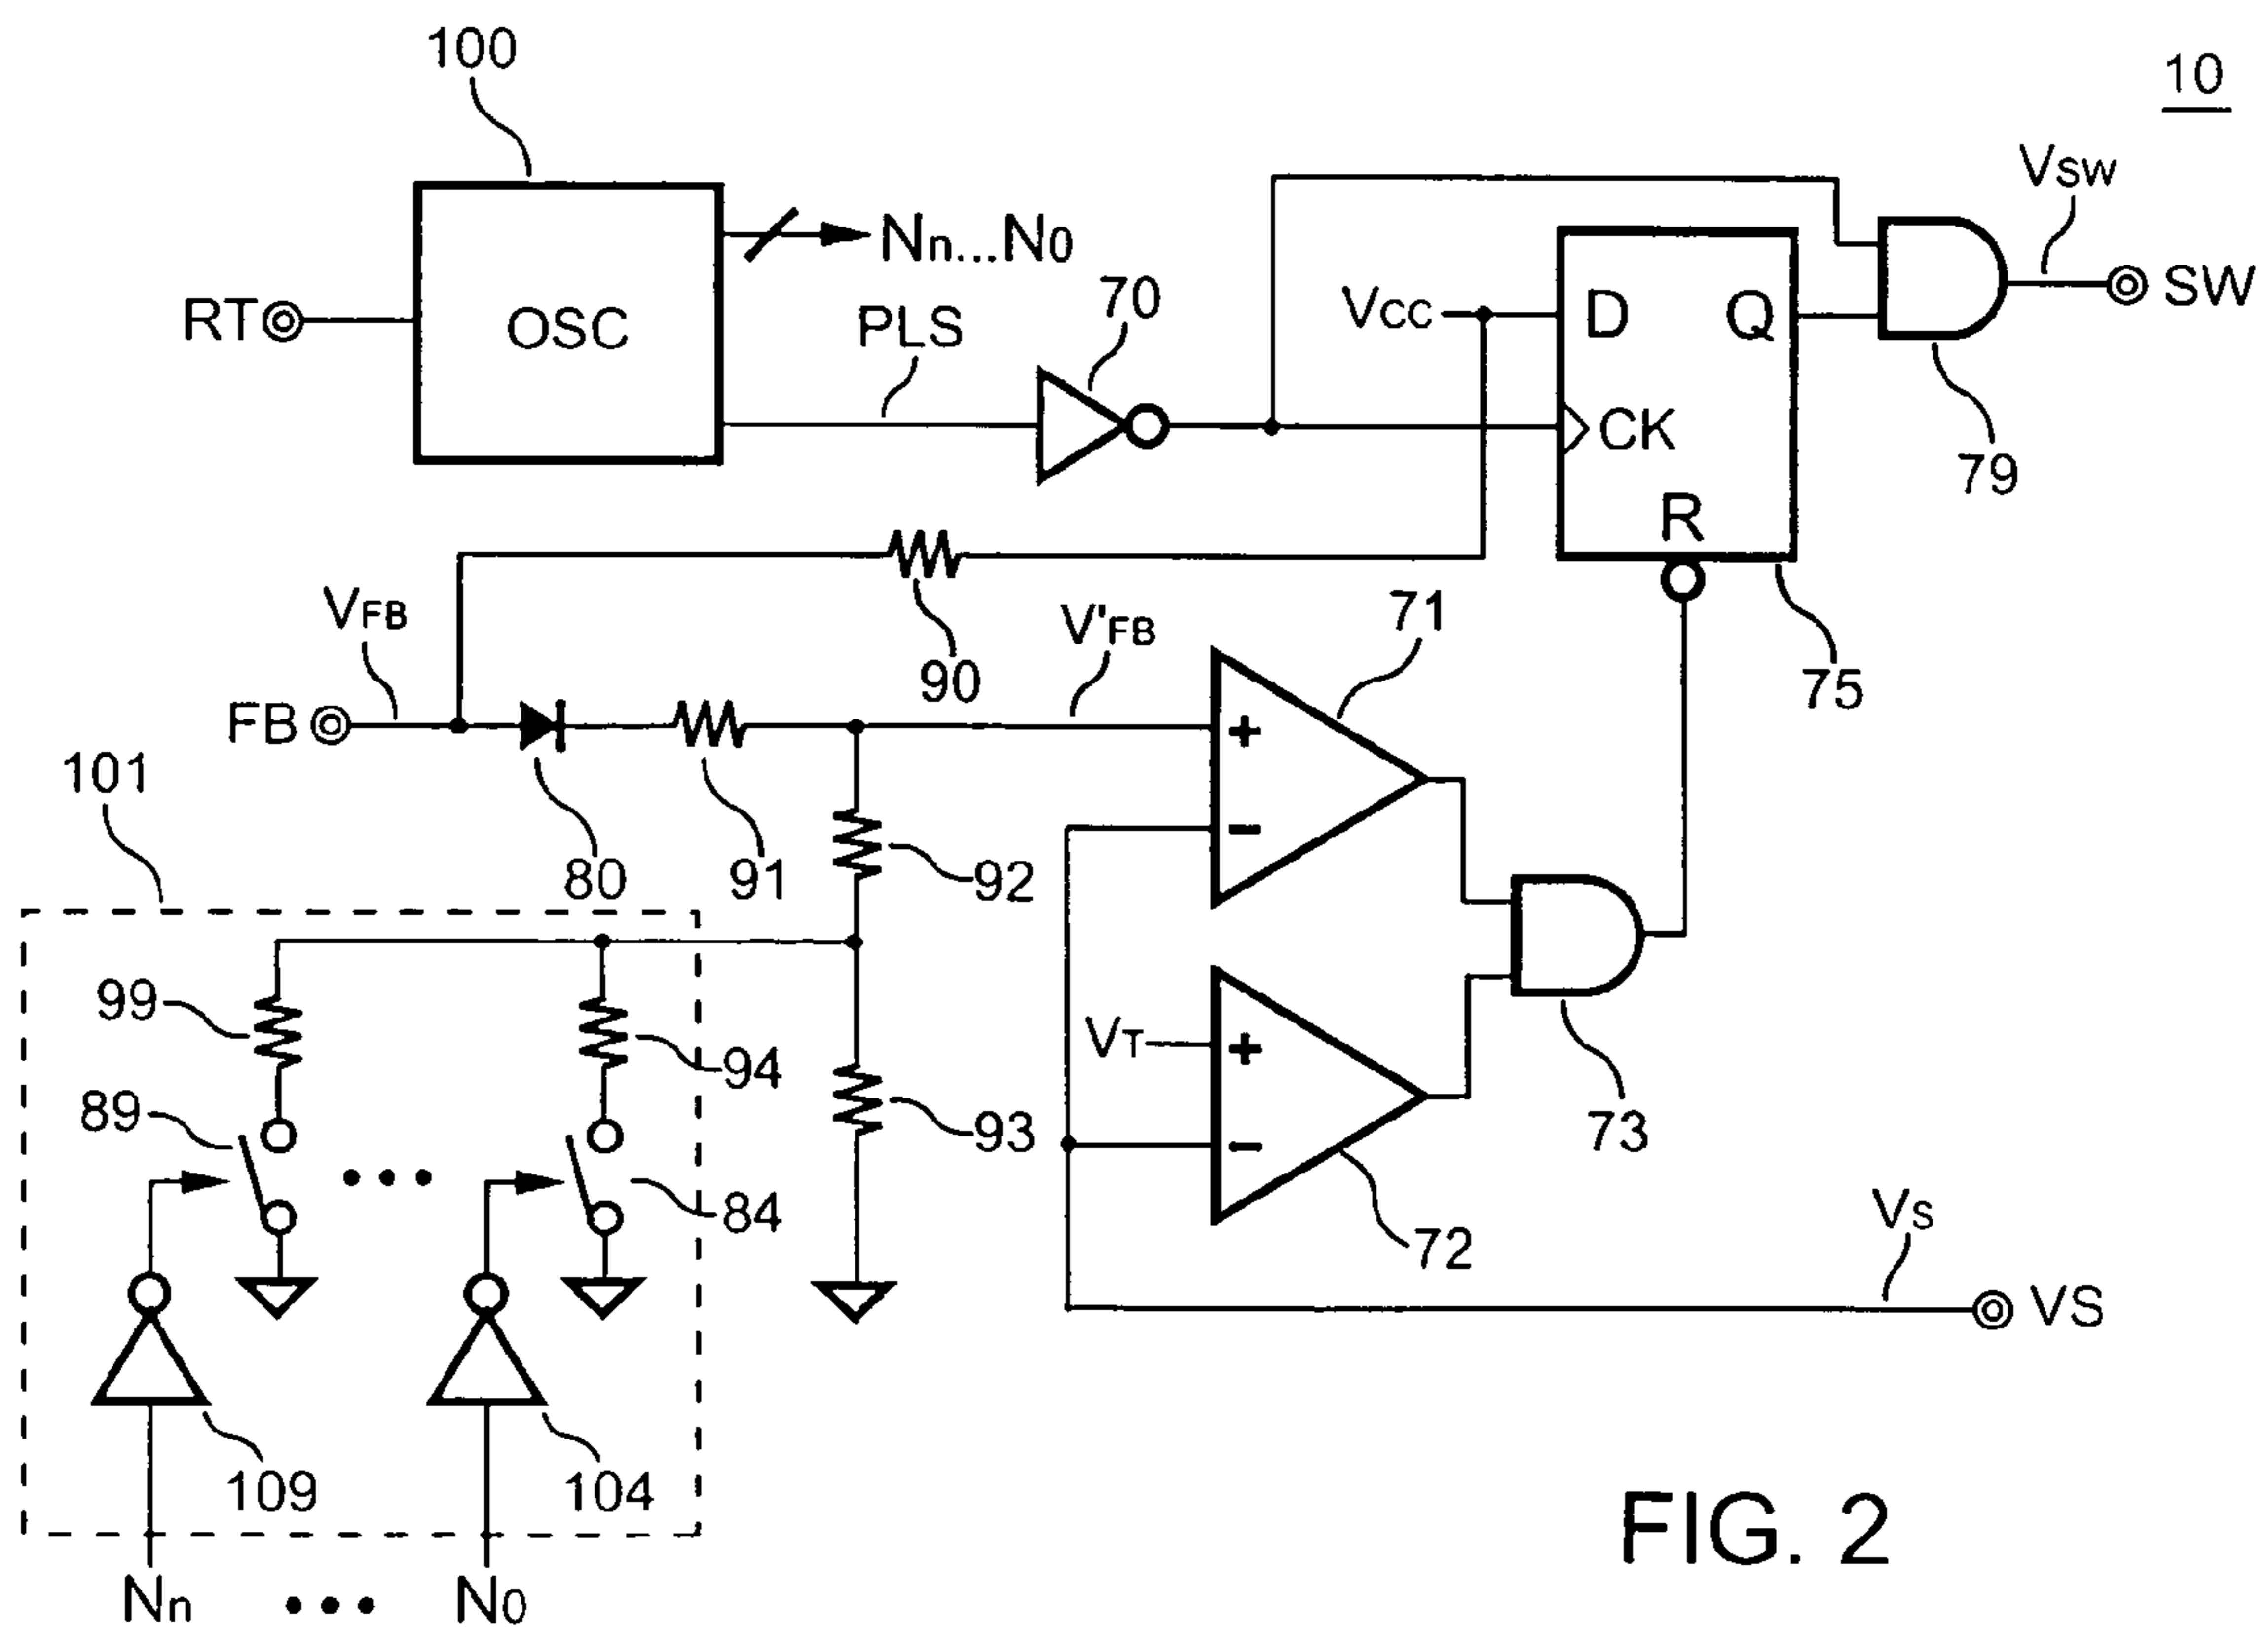 100
10
VSW
Nn...N0
70
RT
OSC
PLS
VCC
D
Q
SW
CK
79
R
VFB
90
V'FB
71
75
FB
101
80
91
92
99
94
VT
89
93
73
84
72
VS
VS
109
104
FIG. 2
Nn
...
N0
+
−
+
−
...